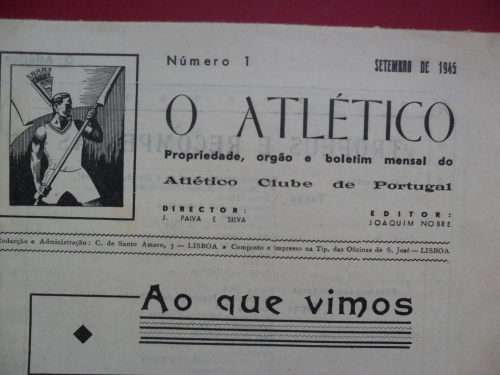 Número 1
SETEMBRO DE 1945
O ATLÉTICO
Propriedade, orgão e boletim mensal do
Atlético Clube de Portugal
DIRECTOR:
J. PAIVA E SILVA
EDITOR:
JOAQUIM NOBRE
Redacção e Administração: C. de Santo Amaro, 5 — LISBOA * Composto e impresso na Tip. das Oficinas de S. José — LISBOA
Ao que vimos